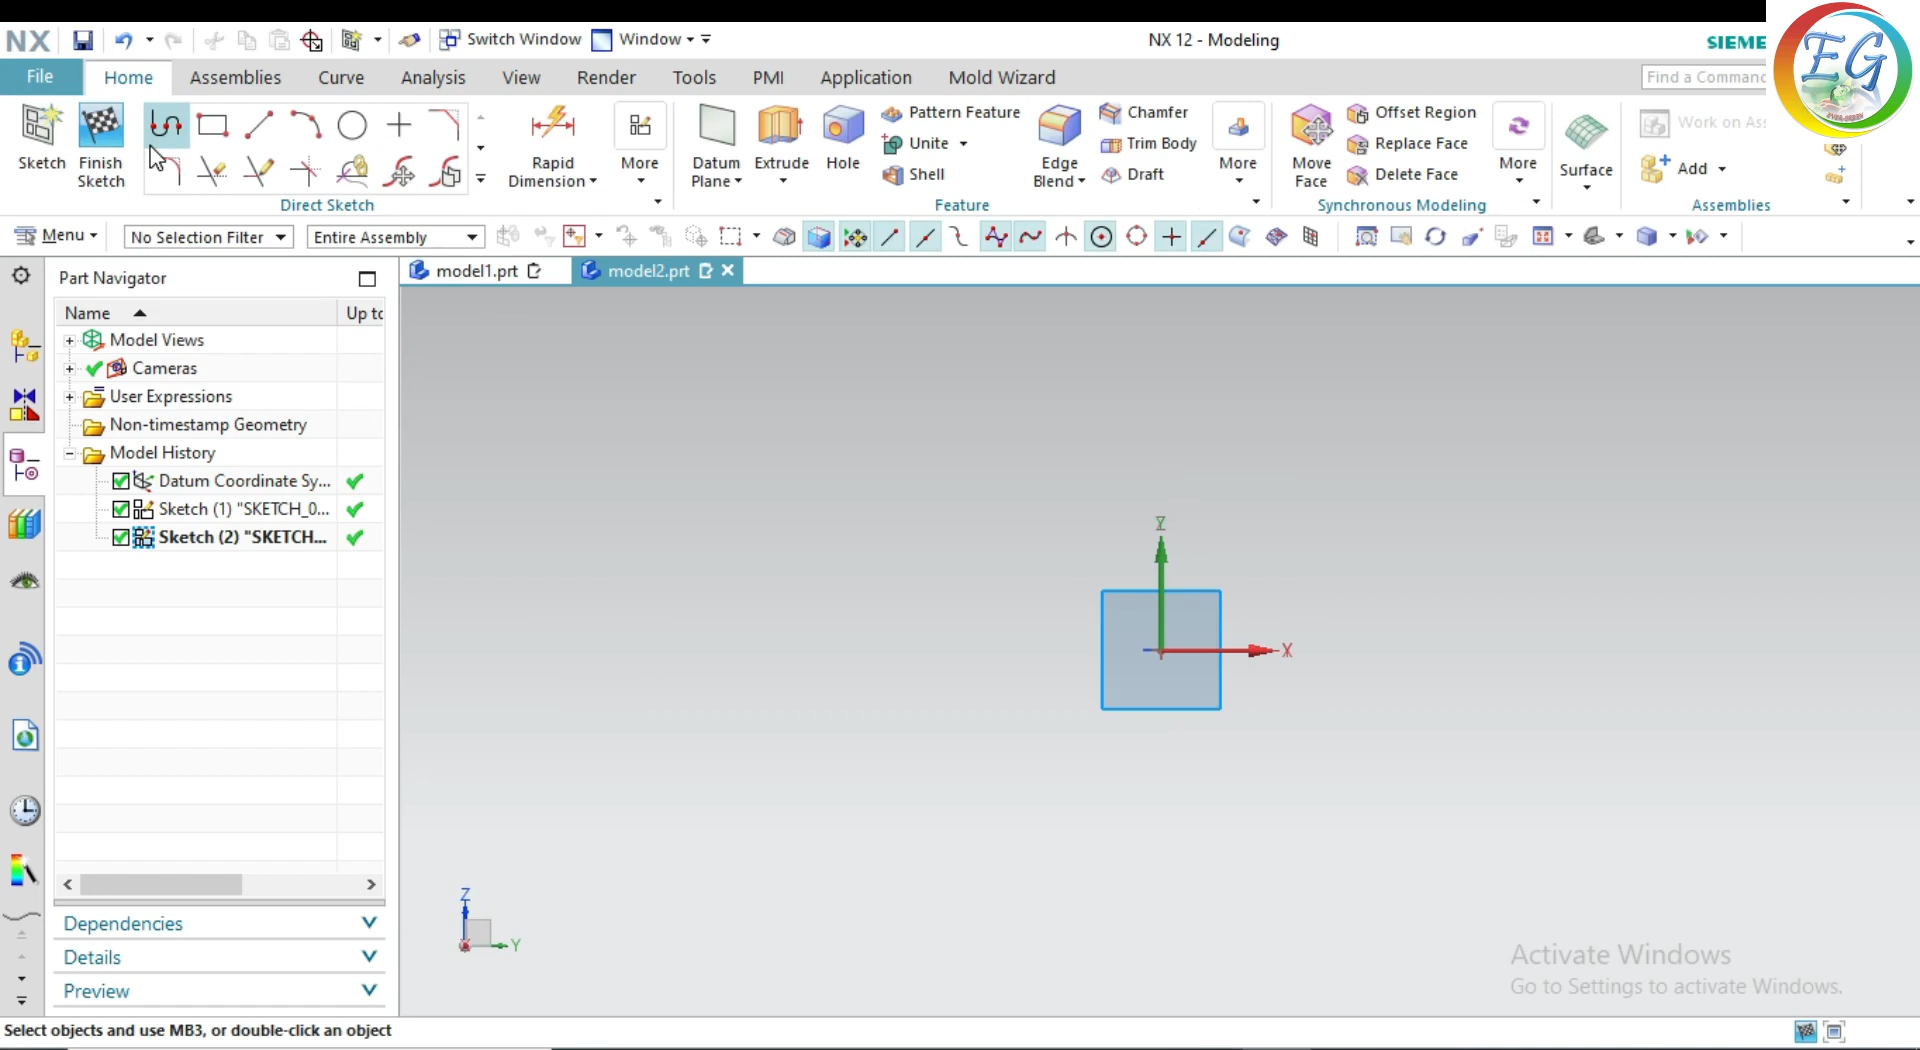 NX Switch Window Window NX 12 - Modeling SIEME
EG
File Home Assemblies Curve Analysis View Render Tools PMI Application Mold Wizard Find a Command
Sketch Finish Sketch Rapid Dimension More Datum Plane Extrude Hole Pattern Feature Unite Shell Edge Blend Chamfer Trim Body Draft More Move Face Offset Region Replace Face Delete Face More Surface Work on As Add
Direct Sketch Feature Synchronous Modeling Assemblies
Menu No Selection Filter Entire Assembly
Part Navigator model1.prt model2.prt
Name Up to
Model Views
Cameras
User Expressions
Non-timestamp Geometry
Model History
Datum Coordinate Sy...
Sketch (1) "SKETCH_0...
Sketch (2) "SKETCH...
X
Z
Y
Dependencies
Details
Preview
Activate Windows
Go to Settings to activate Windows.
Select objects and use MB3, or double-click an object